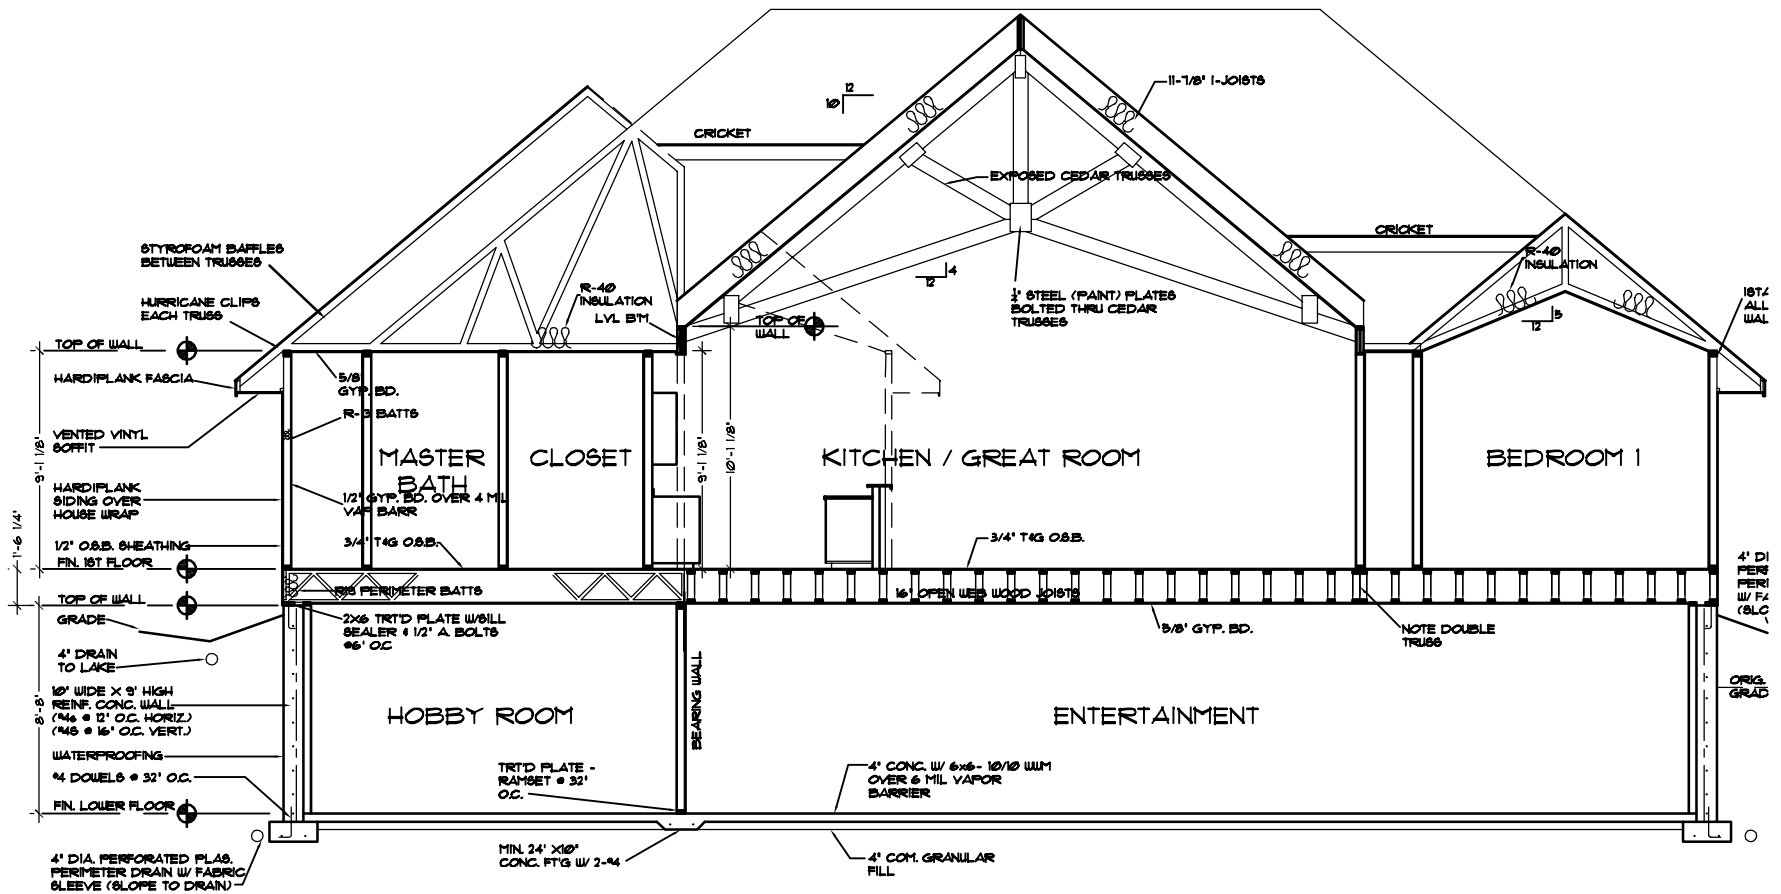 12
10
11-7/8" I-JOISTS
CRICKET
EXPOSED CEDAR TRUSSES
CRICKET
STYROFOAM BAFFLES
BETWEEN TRUSSES
R-40
INSULATION
4
12
R-40
INSULATION
LVL B'M
HURRICANE CLIPS
EACH TRUSS
STEEL (PAINT) PLATES
BOLTED THRU CEDAR
TRUSSES
12
TOP OF
WALL
TOP OF WALL
HARDIPLANK FASCIA
5/8"
GYP. BD.
BATTS
VENTED VINYL
SOFFIT
9'-1 1/8"
9'-1 1/8"
10'-1 1/8"
MASTER
BATH
CLOSET
KITCHEN / GREAT ROOM
BEDROOM 1
HARDIPLANK
SIDING OVER
HOUSE WRAP
1/2" GYP. BD. OVER 4 MIL
VAP BARR
1'-6 1/4"
1/2" O.S.B. SHEATHING
3/4" T&G O.S.B.
3/4" T&G O.S.B.
FIN. 1ST FLOOR
PERIMETER BATTS
16" OPEN WEB WOOD JOISTS
TOP OF WALL
GRADE
2X6 TRT'D PLATE W/SILL
SEALER & 1/2" A. BOLTS
@6' O.C
5/8" GYP. BD.
NOTE DOUBLE
TRUSS
4" DRAIN
TO LAKE
BEARING WALL
ORIG.
10" WIDE X 9' HIGH
REINF. CONC. WALL
(#4s @ 12" O.C. HORIZ.)
(#4S @ 16" O.C. VERT.)
8'-8"
HOBBY ROOM
ENTERTAINMENT
WATERPROOFING
#4 DOWELS @ 32" O.C.
TRT'D PLATE -
RAMSET @ 32"
O.C.
4" CONC. W/ 6x6- 10/10 WWM
OVER 6 MIL VAPOR
BARRIER
FIN. LOWER FLOOR
MIN. 24" X10"
CONC. FT'G W/ 2-#4
4" COM. GRANULAR
FILL
4" DIA. PERFORATED PLAS.
PERIMETER DRAIN W/ FABRIC
SLEEVE (SLOPE TO DRAIN)